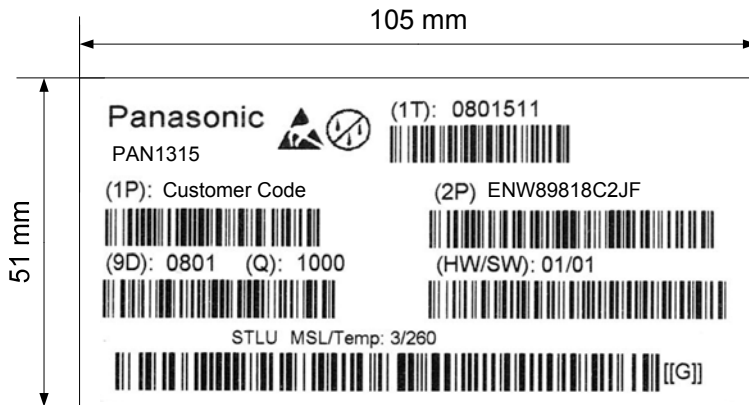 105 mm
51 mm
Panasonic
PAN1315
(1T): 0801511
(1P): Customer Code
(2P) ENW89818C2JF
(9D): 0801 (Q): 1000
(HW/SW): 01/01
STLU MSL/Temp: 3/260
[[G]]